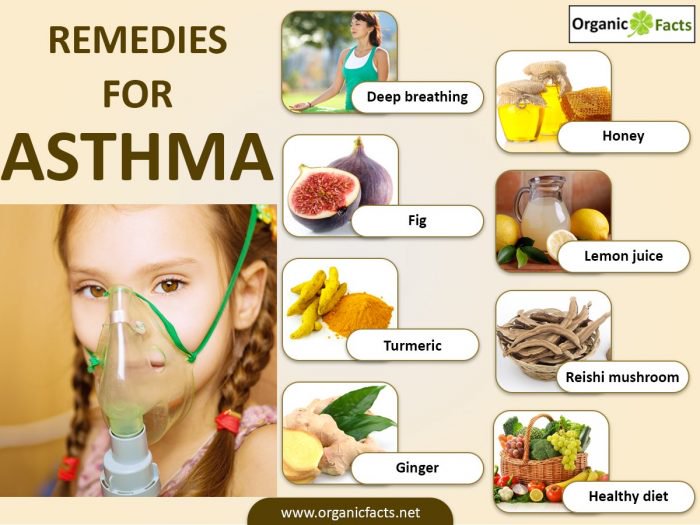 REMEDIES
FOR
ASTHMA
Organic Facts
Deep breathing
Honey
Fig
Lemon juice
Turmeric
Reishi mushroom
Ginger
Healthy diet
www.organicfacts.net